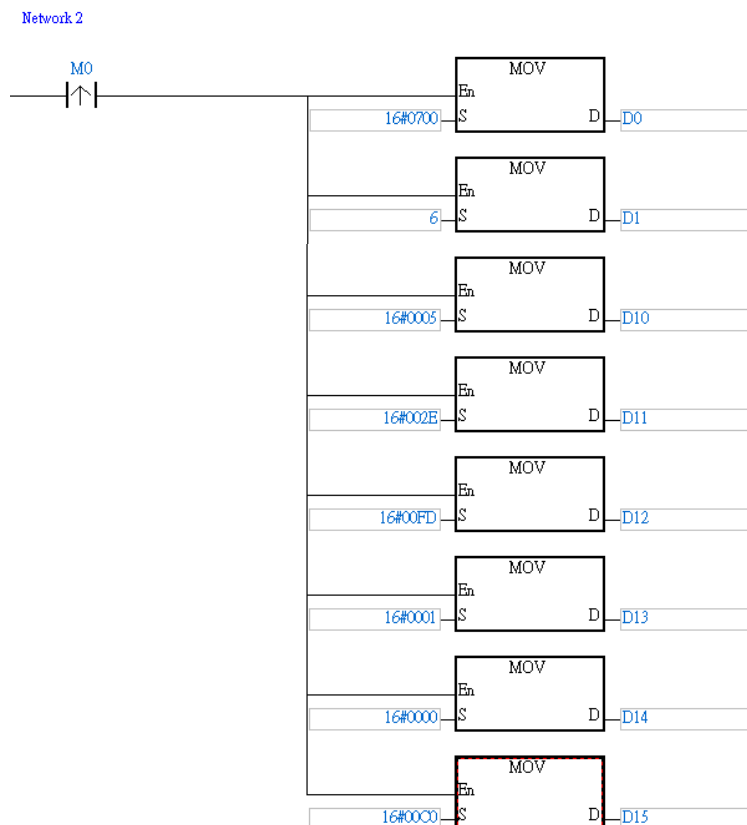 Network 2
M0
MOV
En
16#0700 S D D0
MOV
En
6 S D D1
MOV
En
16#0005 S D D10
MOV
En
16#002E S D D11
MOV
En
16#00FD S D D12
MOV
En
16#0001 S D D13
MOV
En
16#0000 S D D14
MOV
En
16#00C0 S D D15